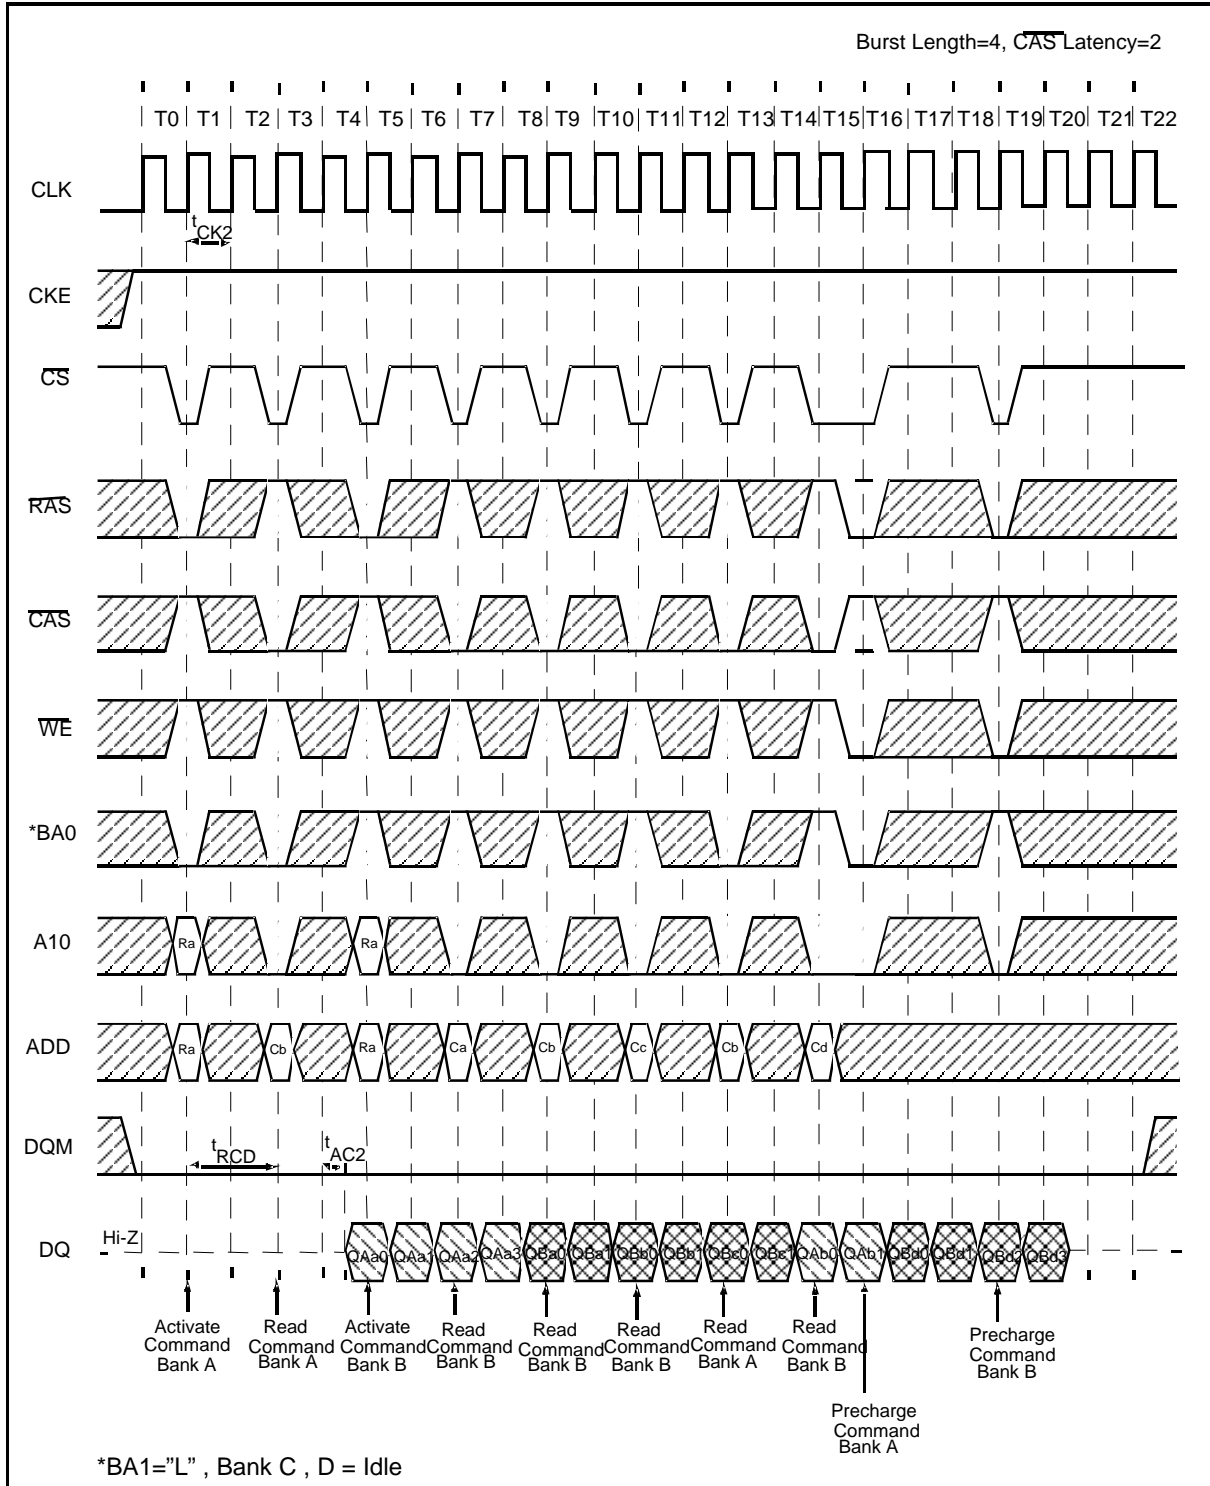 Burst Length=4, CAS Latency=2
T0 T1 T2 T3 T4 T5 T6 T7 T8 T9 T10 T11 T12 T13 T14 T15 T16 T17 T18 T19 T20 T21 T22
CLK
tCK2
CKE
CS
RAS
CAS
WE
*BA0
A10
Ra Ra
ADD
Ra Cb Ra Ca Cb Cc Cb Cd
DQM
tRCD
tAC2
Hi-Z
DQ
QAa0 QAa1 QAa2 QAa3 QBa0 QBa1 QBb0 QBb1 QBc0 QBc1 QAb0 QAb1 QBd0 QBd1 QBd2 QBd3
Activate
Command
Bank A
Read
Command
Bank A
Activate
Command
Bank B
Read
Command
Bank B
Read
Command
Bank B
Read
Command
Bank B
Read
Command
Bank A
Read
Command
Bank B
Precharge
Command
Bank A
Precharge
Command
Bank B
*BA1=”L” , Bank C , D = Idle